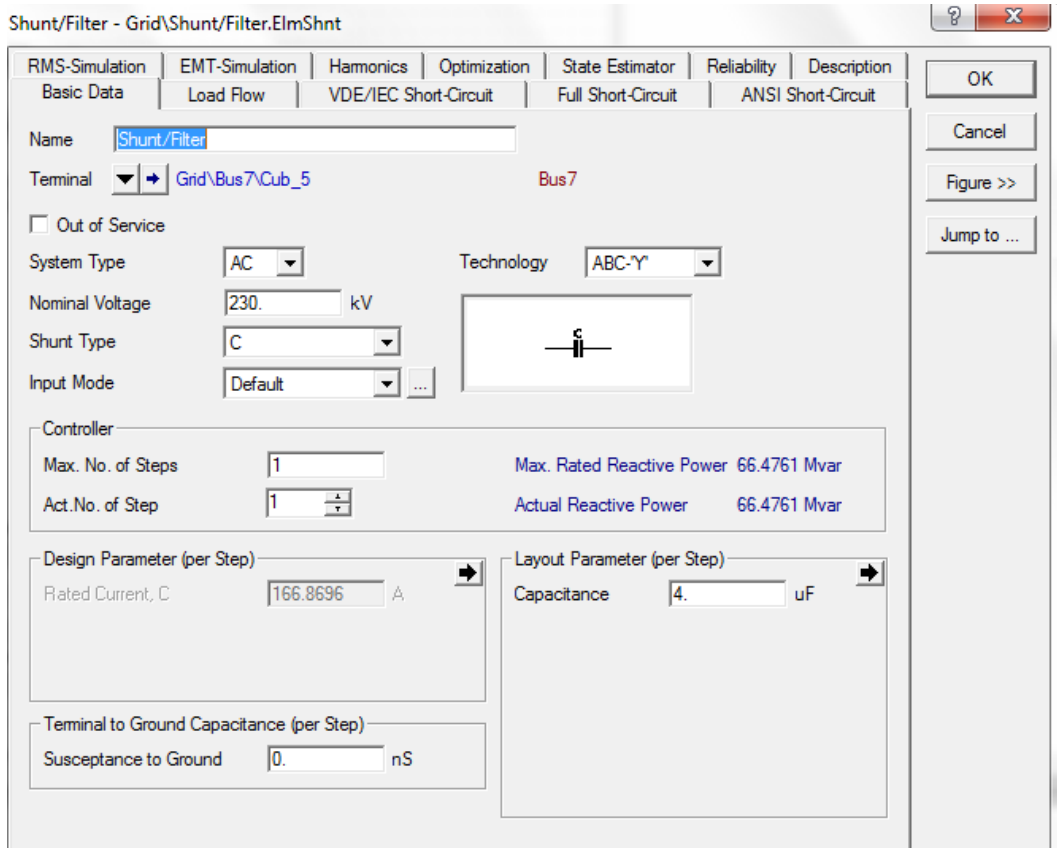 Shunt/Filter - Grid\Shunt/Filter.ElmShnt
RMS-Simulation EMT-Simulation Harmonics Optimization State Estimator Reliability Description
Basic Data Load Flow VDE/IEC Short-Circuit Full Short-Circuit ANSI Short-Circuit
OK
Cancel
Figure >>
Jump to ...
Name Shunt/Filter
Terminal Grid\Bus7\Cub_5 Bus7
Out of Service
System Type AC Technology ABC-'Y'
Nominal Voltage 230. kV
Shunt Type C
C
Input Mode Default ...
Controller
Max. No. of Steps 1 Max. Rated Reactive Power 66.4761 Mvar
Act.No. of Step 1 Actual Reactive Power 66.4761 Mvar
Design Parameter (per Step)
Rated Current, C 166.8696 A
Layout Parameter (per Step)
Capacitance 4. uF
Terminal to Ground Capacitance (per Step)
Susceptance to Ground 0. nS